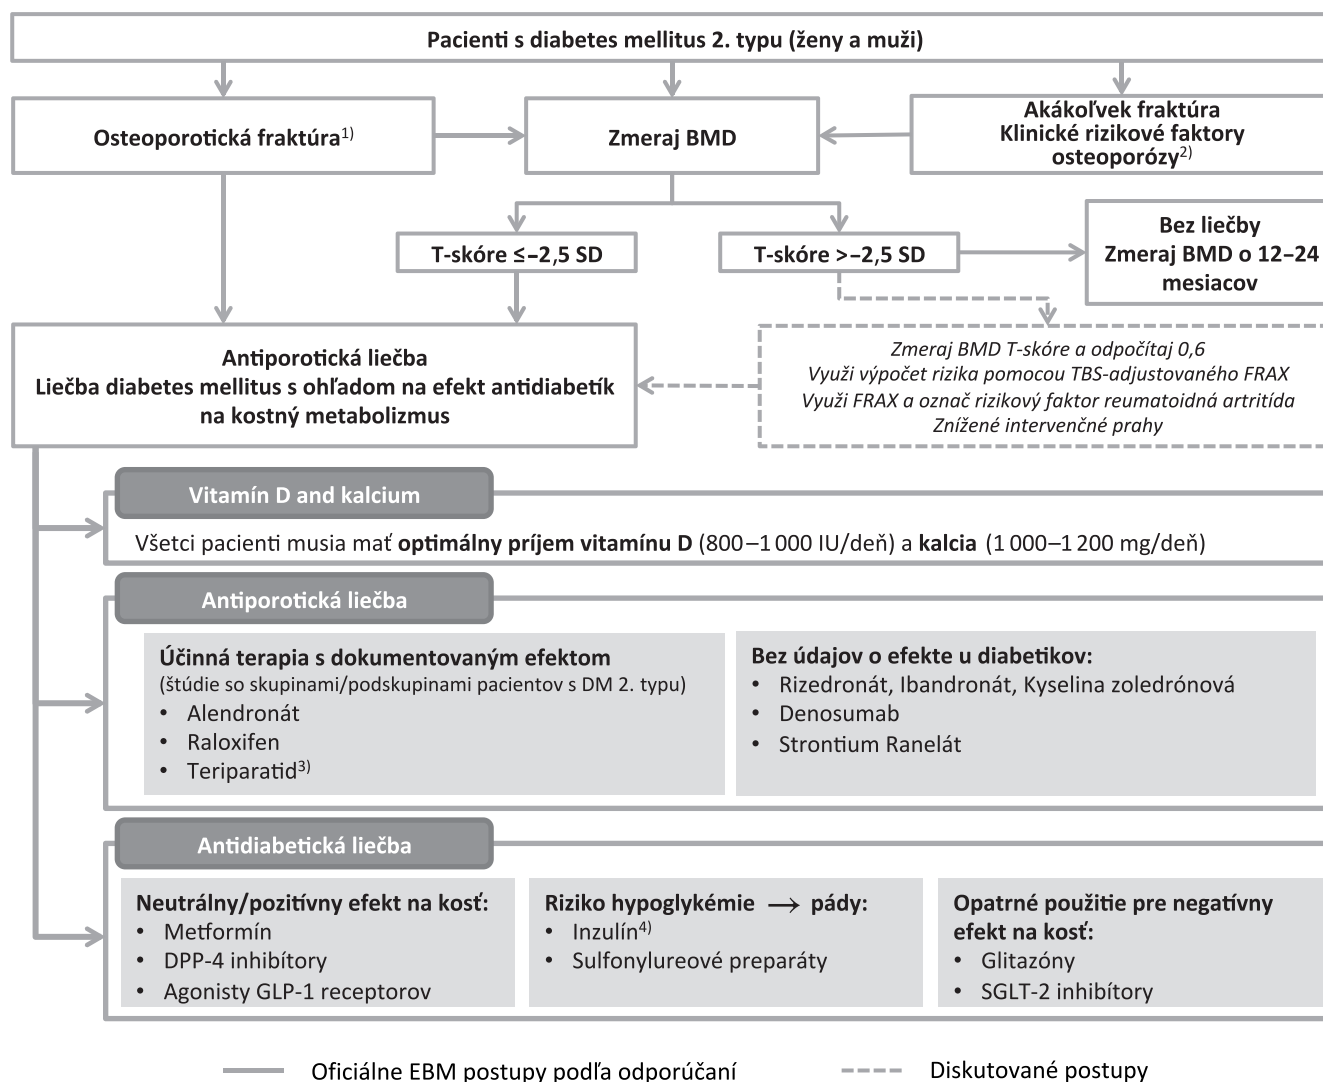 Pacienti s diabetes mellitus 2. typu (ženy a muži)
Osteoporotická fraktúra1)
Zmeraj BMD
Akákoľvek fraktúra
Klinické rizikové faktory
osteoporózy2)
T-skóre ≤–2,5 SD
T-skóre >–2,5 SD
Bez liečby
Zmeraj BMD o 12–24
mesiacov
Antiporotická liečba
Liečba diabetes mellitus s ohľadom na efekt antidiabetík
na kostný metabolizmus
Zmeraj BMD T-skóre a odpočítaj 0,6
Využi výpočet rizika pomocou TBS-adjustovaného FRAX
Využi FRAX a označ rizikový faktor reumatoidná artritída
Znížené intervenčné prahy
Vitamín D and kalcium
Všetci pacienti musia mať optimálny príjem vitamínu D (800–1 000 IU/deň) a kalcia (1 000–1 200 mg/deň)
Antiporotická liečba
Účinná terapia s dokumentovaným efektom
(štúdie so skupinami/podskupinami pacientov s DM 2. typu)
• Alendronát
• Raloxifen
• Teriparatid3)
Bez údajov o efekte u diabetikov:
• Rizedronát, Ibandronát, Kyselina zoledrónová
• Denosumab
• Strontium Ranelát
Antidiabetická liečba
Neutrálny/pozitívny efekt na kosť:
• Metformín
• DPP-4 inhibítory
• Agonisty GLP-1 receptorov
Riziko hypoglykémie → pády:
• Inzulín4)
• Sulfonylureové preparáty
Opatrné použitie pre negatívny
efekt na kosť:
• Glitazóny
• SGLT-2 inhibítory
Oficiálne EBM postupy podľa odporúčaní
Diskutované postupy